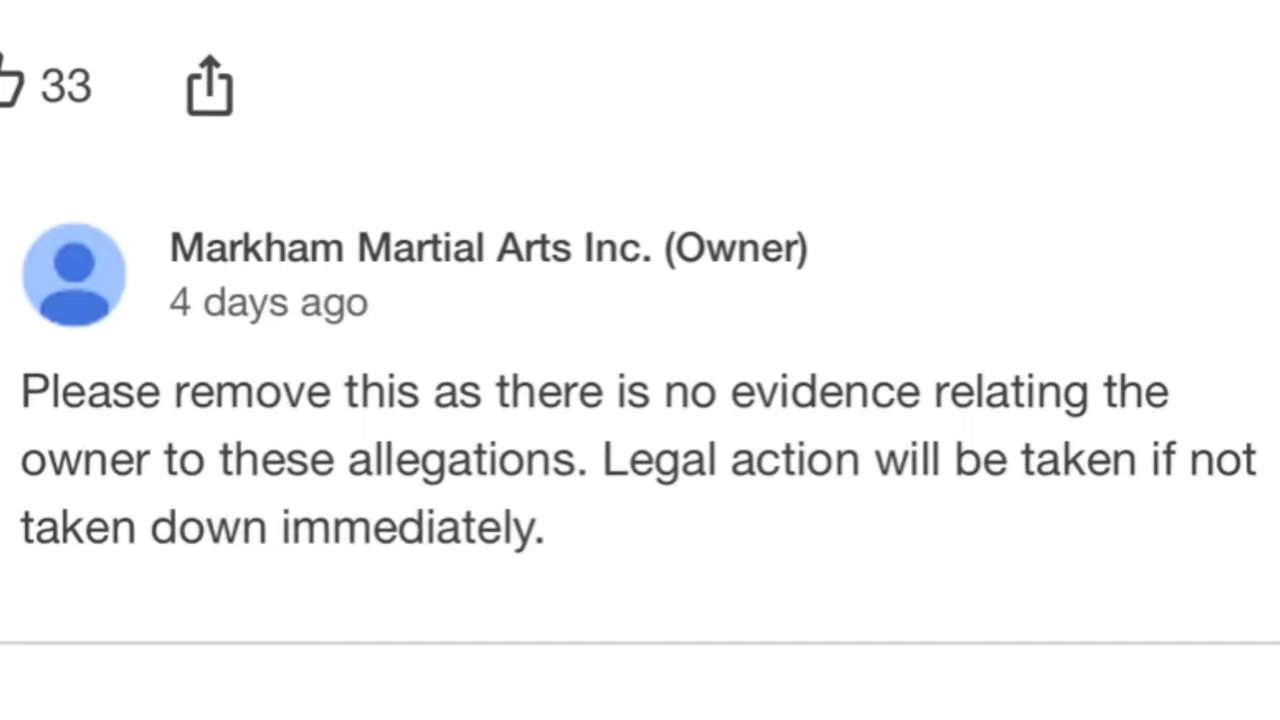 33
Markham Martial Arts Inc. (Owner)
4 days ago
Please remove this as there is no evidence relating the
owner to these allegations. Legal action will be taken if not
taken down immediately.